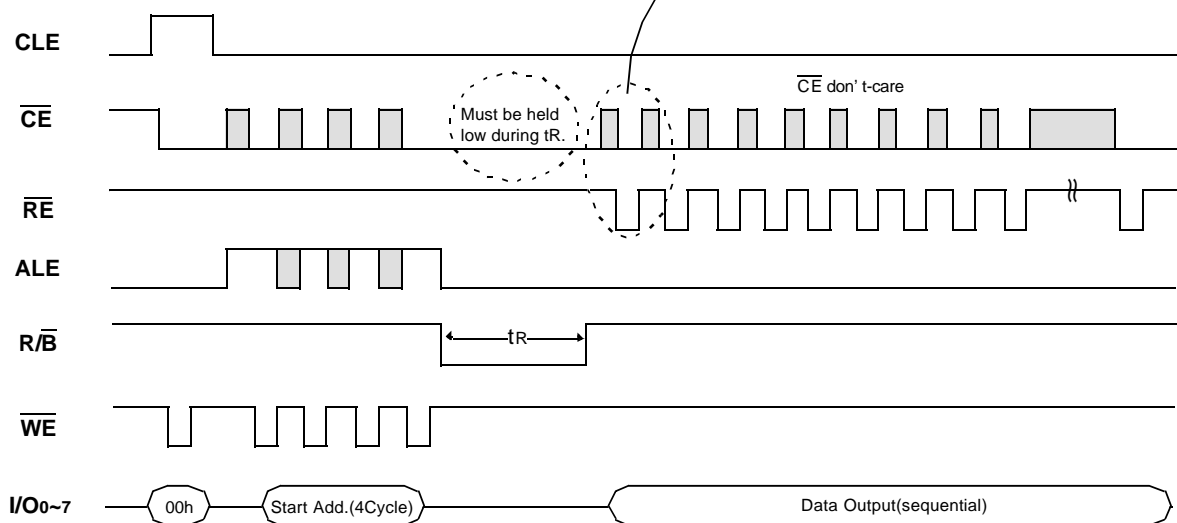 CLE
CE don' t-care
CE
Must be held
low during tR.
RE
ALE
R/B
tR
WE
I/O0~7
00h
Start Add.(4Cycle)
Data Output(sequential)